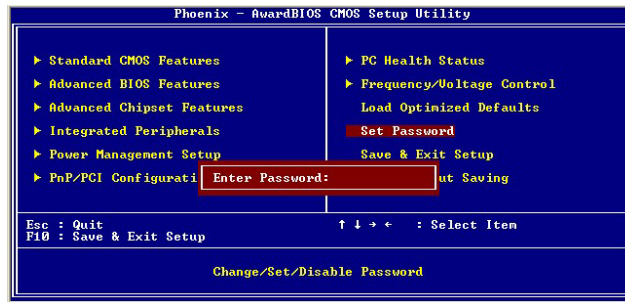 Phoenix - AwardBIOS CMOS Setup Utility
► Standard CMOS Features
► Advanced BIOS Features
► Advanced Chipset Features
► Integrated Peripherals
► Power Management Setup
► PnP/PCI Configurati
► PC Health Status
► Frequency/Voltage Control
Load Optimized Defaults
Set Password
Save & Exit Setup
ut Saving
Enter Password:
Esc : Quit
F10 : Save & Exit Setup
↑ ↓ → ← : Select Item
Change/Set/Disable Password